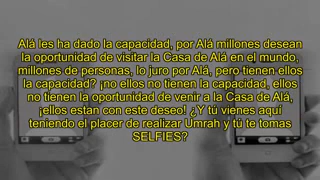 Alá les ha dado la capacidad, por Alá millones desean
la oportunidad de visitar la Casa de Alá en el mundo,
millones de personas, lo juro por Alá, pero tienen ellos
la capacidad? ¡no ellos no tienen la capacidad, ellos
no tienen la oportunidad de venir a la Casa de Alá,
¡ellos estan con este deseo! ¿Y tú vienes aquí
teniendo el placer de realizar Umrah y tú te tomas
SELFIES?